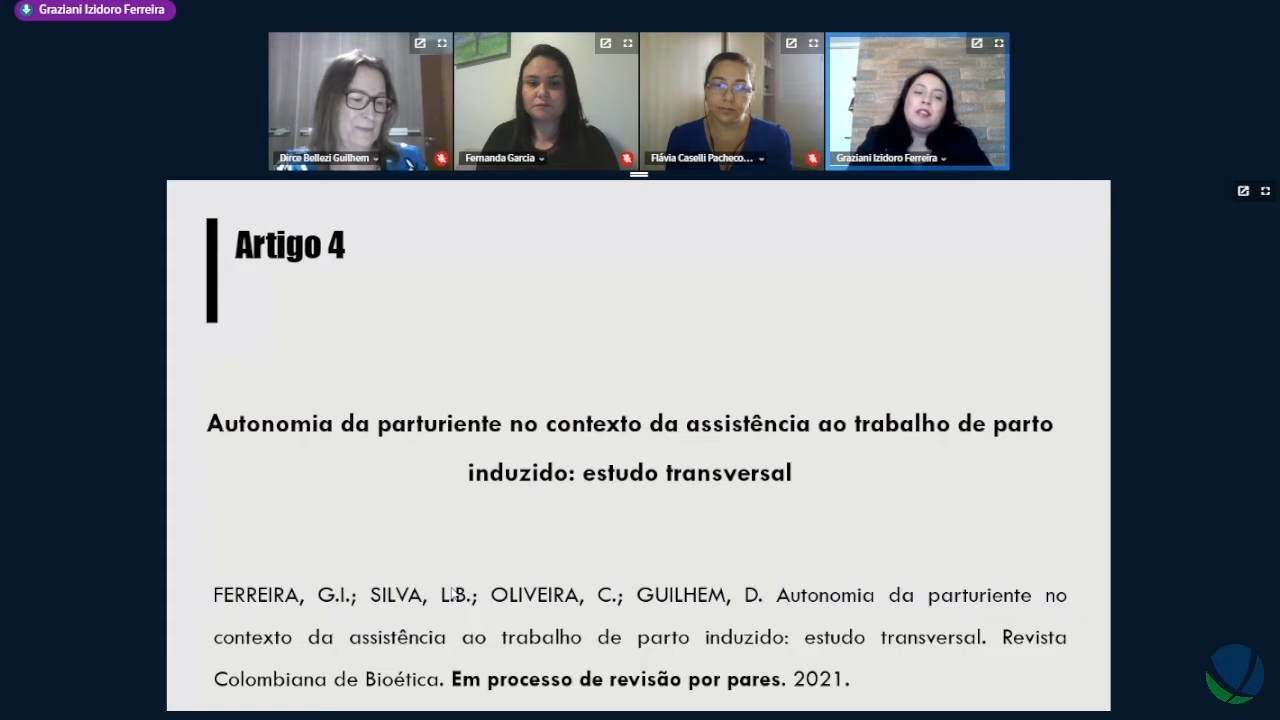 Graziani Izidoro Ferreira
Dirce Bellezi Guilhem
Fernanda Garcia
Flávia Caselli Pacheco...
Graziani Izidoro Ferreira
Artigo 4
Autonomia da parturiente no contexto da assistência ao trabalho de parto
induzido: estudo transversal
FERREIRA, G.I.; SILVA, L.B.; OLIVEIRA, C.; GUILHEM, D. Autonomia da parturiente no
contexto da assistência ao trabalho de parto induzido: estudo transversal. Revista
Colombiana de Bioética. Em processo de revisão por pares. 2021.